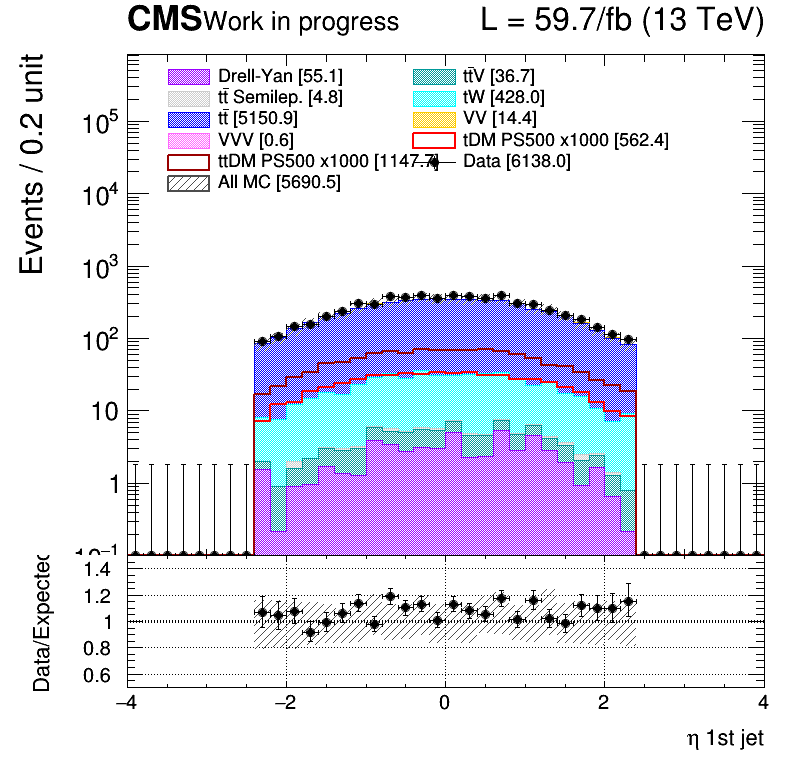 CMS Work in progress L = 59.7/fb (13 TeV)
Drell-Yan [55.1] tt̄V [36.7]
tt̄ Semilep. [4.8] tW [428.0]
tt̄ [5150.9] VV [14.4]
VVV [0.6] tDM PS500 x1000 [562.4]
ttDM PS500 x1000 [1147.7] Data [6138.0]
All MC [5690.5]
Events / 0.2 unit
10⁵
10⁴
10³
10²
10
1
10⁻¹
Data/Expected
1.4
1.2
1
0.8
0.6
−4 −2 0 2 4
η 1st jet